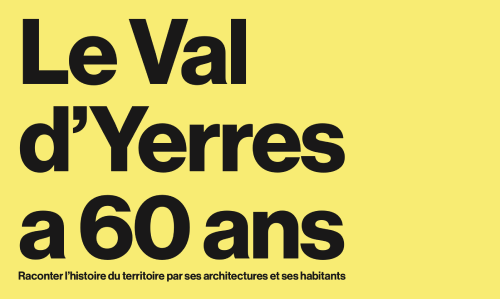 Le Val
d’Yerres
a 60 ans
Raconter l’histoire du territoire par ses architectures et ses habitants